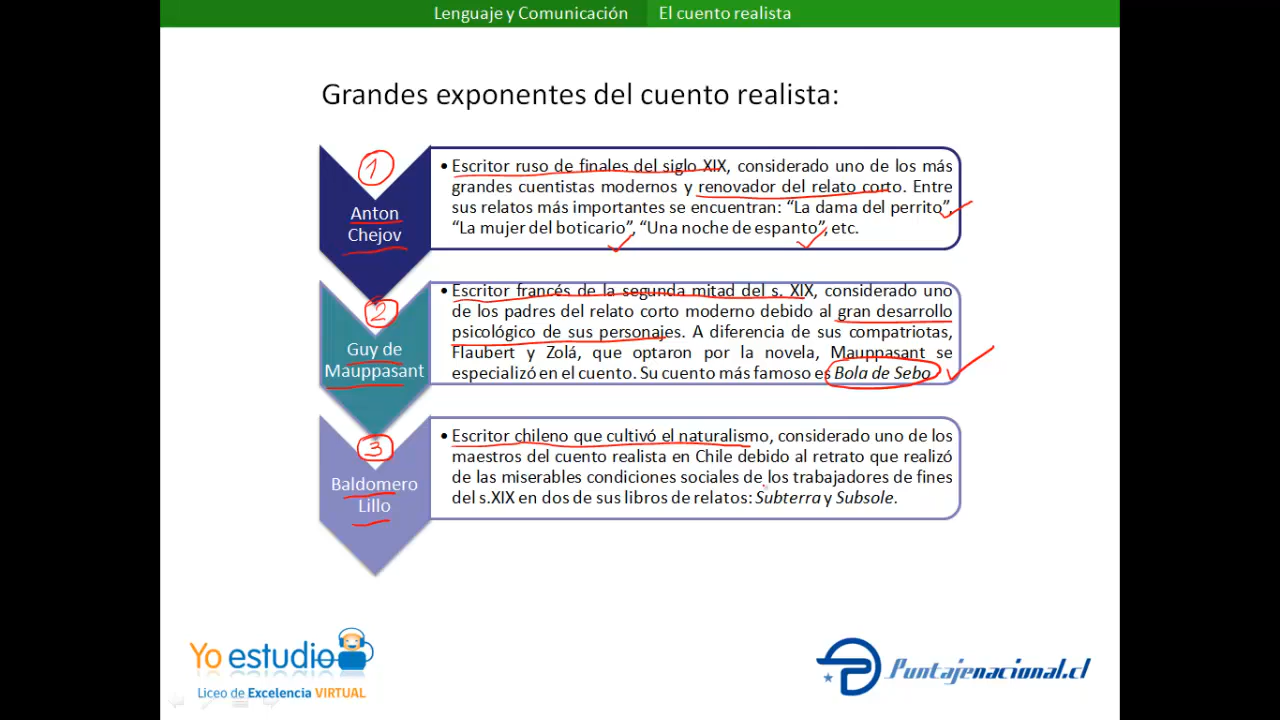 Lenguaje y Comunicación El cuento realista
Grandes exponentes del cuento realista:
1
Anton
Chejov
• Escritor ruso de finales del siglo XIX, considerado uno de los más
grandes cuentistas modernos y renovador del relato corto. Entre
sus relatos más importantes se encuentran: “La dama del perrito”,
“La mujer del boticario”, “Una noche de espanto”, etc.
2
Guy de
Mauppasant
• Escritor francés de la segunda mitad del s. XIX, considerado uno
de los padres del relato corto moderno debido al gran desarrollo
psicológico de sus personajes. A diferencia de sus compatriotas,
Flaubert y Zolá, que optaron por la novela, Mauppasant se
especializó en el cuento. Su cuento más famoso es Bola de Sebo
3
Baldomero
Lillo
• Escritor chileno que cultivó el naturalismo, considerado uno de los
maestros del cuento realista en Chile debido al retrato que realizó
de las miserables condiciones sociales de los trabajadores de fines
del s.XIX en dos de sus libros de relatos: Subterra y Subsole.
Yo estudio
Liceo de Excelencia VIRTUAL
Puntajenacional.cl